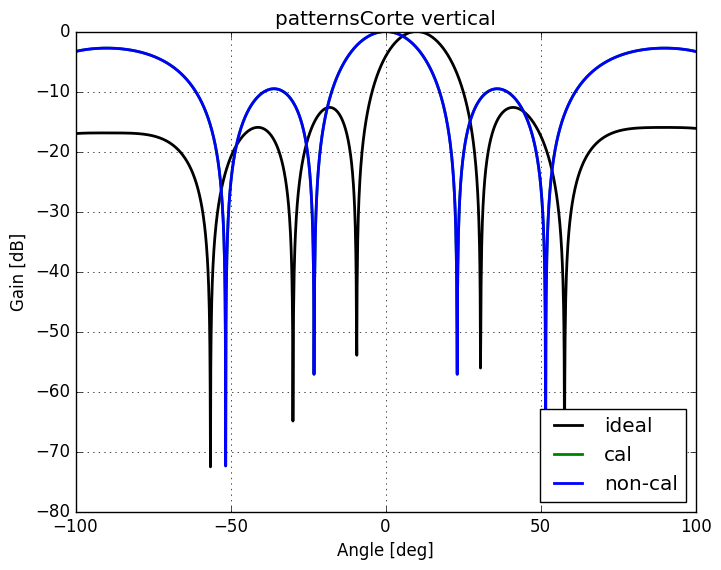 patternsCorte vertical
0
−10
−20
−30
−40
−50
−60
−70
−80
Gain [dB]
ideal
cal
non-cal
−100
−50
0
50
100
Angle [deg]